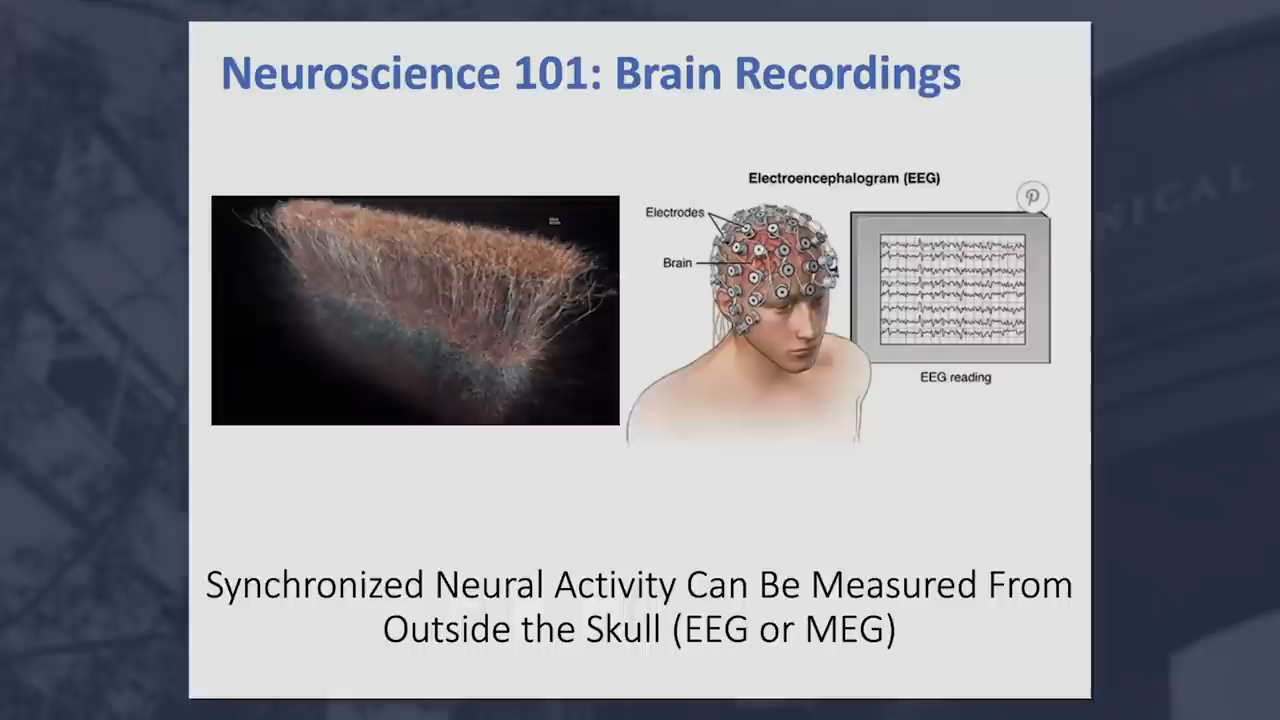 Neuroscience 101: Brain Recordings
Electroencephalogram (EEG)
Electrodes
Brain
EEG reading
Synchronized Neural Activity Can Be Measured From
Outside the Skull (EEG or MEG)
NICAL